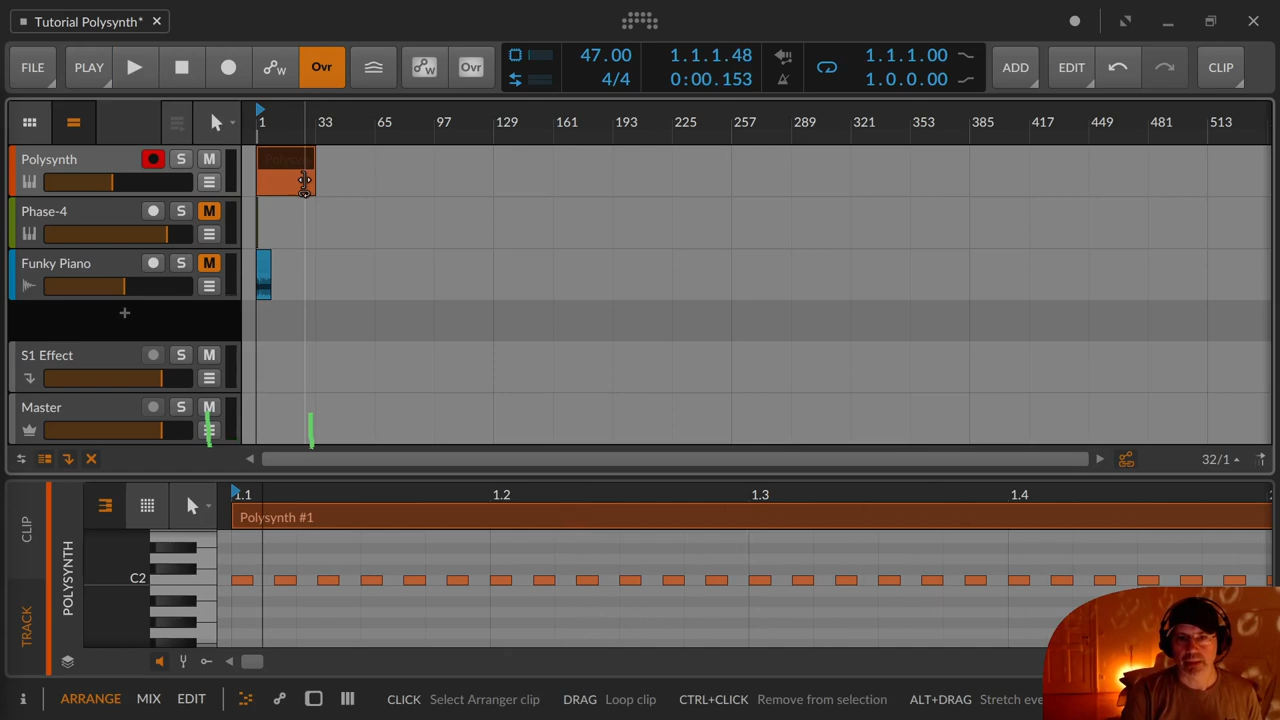 Tutorial Polysynth*
FILE PLAY Ovr Ovr 47.00 4/4 1.1.1.48 0:00.153 1.1.1.00 1.0.0.00 ADD EDIT CLIP
1 33 65 97 129 161 193 225 257 289 321 353 385 417 449 481 513
Polysynth S M
Phase-4 S M
Funky Piano S M
+
S1 Effect S M
Master S M
32/1
CLIP
TRACK
POLYSYNTH
1.1 1.2 1.3 1.4
Polysynth #1
C2
ARRANGE MIX EDIT CLICK Select Arranger clip DRAG Loop clip CTRL+CLICK Remove from selection ALT+DRAG Stretch eve